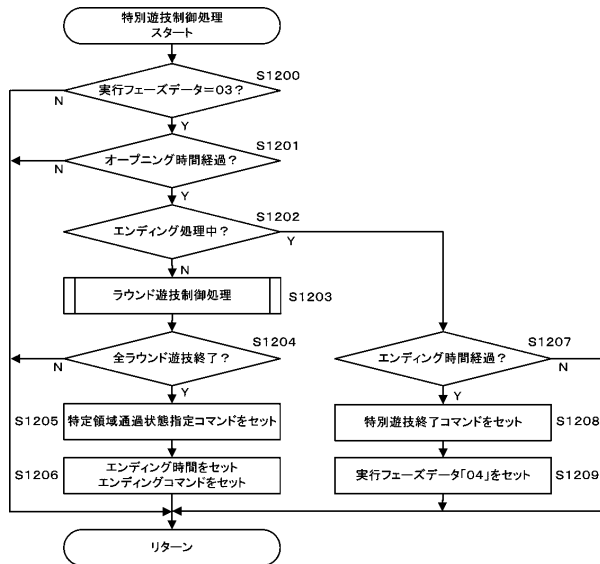 特別遊技制御処理
スタート
S1200
実行フェーズデータ=03?
N
Y
S1201
オープニング時間経過?
N
Y
S1202
エンディング処理中?
Y
N
ラウンド遊技制御処理
S1203
S1204
全ラウンド遊技終了?
N
Y
S1207
エンディング時間経過?
N
Y
S1205
特定領域通過状態指定コマンドをセット
特別遊技終了コマンドをセット
S1208
S1206
エンディング時間をセット
エンディングコマンドをセット
実行フェーズデータ「04」をセット
S1209
リターン